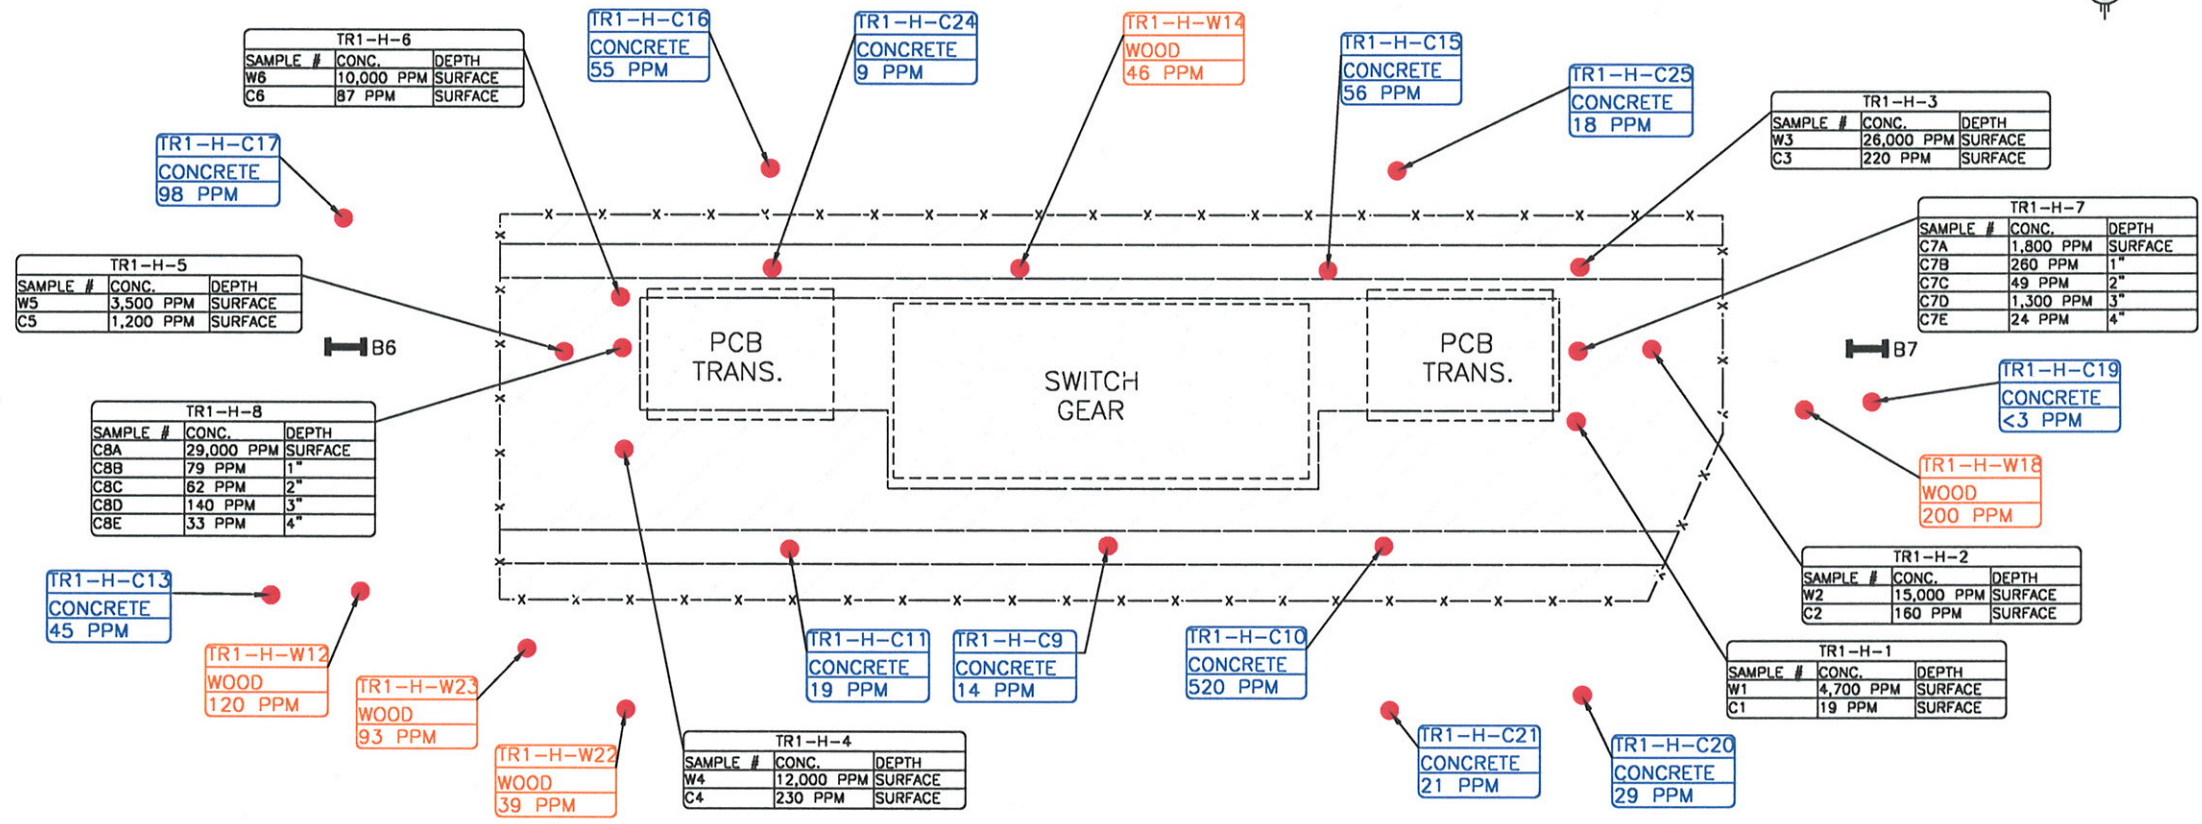 TR1-H-6
SAMPLE # CONC. DEPTH
W6 10,000 PPM SURFACE
C6 87 PPM SURFACE
TR1-H-C16
CONCRETE
55 PPM
TR1-H-C24
CONCRETE
9 PPM
TR1-H-W14
WOOD
46 PPM
TR1-H-C15
CONCRETE
56 PPM
TR1-H-C25
CONCRETE
18 PPM
TR1-H-3
SAMPLE # CONC. DEPTH
W3 26,000 PPM SURFACE
C3 220 PPM SURFACE
TR1-H-C17
CONCRETE
98 PPM
TR1-H-7
SAMPLE # CONC. DEPTH
C7A 1,800 PPM SURFACE
C7B 260 PPM 1"
C7C 49 PPM 2"
C7D 1,300 PPM 3"
C7E 24 PPM 4"
TR1-H-5
SAMPLE # CONC. DEPTH
W5 3,500 PPM SURFACE
C5 1,200 PPM SURFACE
B6
PCB
TRANS.
SWITCH
GEAR
PCB
TRANS.
B7
TR1-H-C19
CONCRETE
<3 PPM
TR1-H-8
SAMPLE # CONC. DEPTH
C8A 29,000 PPM SURFACE
C8B 79 PPM 1"
C8C 62 PPM 2"
C8D 140 PPM 3"
C8E 33 PPM 4"
TR1-H-W18
WOOD
200 PPM
TR1-H-2
SAMPLE # CONC. DEPTH
W2 15,000 PPM SURFACE
C2 160 PPM SURFACE
TR1-H-C13
CONCRETE
45 PPM
TR1-H-W12
WOOD
120 PPM
TR1-H-W23
WOOD
93 PPM
TR1-H-W22
WOOD
39 PPM
TR1-H-C11
CONCRETE
19 PPM
TR1-H-C9
CONCRETE
14 PPM
TR1-H-C10
CONCRETE
520 PPM
TR1-H-1
SAMPLE # CONC. DEPTH
W1 4,700 PPM SURFACE
C1 19 PPM SURFACE
TR1-H-4
SAMPLE # CONC. DEPTH
W4 12,000 PPM SURFACE
C4 230 PPM SURFACE
TR1-H-C21
CONCRETE
21 PPM
TR1-H-C20
CONCRETE
29 PPM